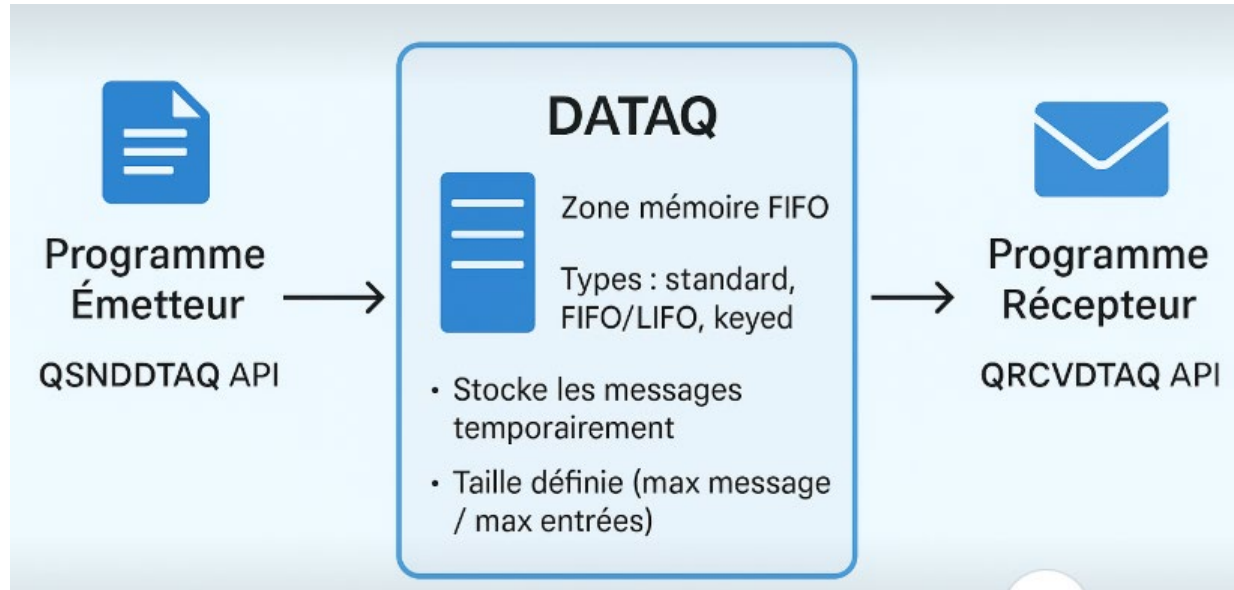 Programme
Émetteur
QSNDDTAQ API
DATAQ
Zone mémoire FIFO
Types : standard,
FIFO/LIFO, keyed
• Stocke les messages
temporairement
• Taille définie (max message
/ max entrées)
Programme
Récepteur
QRCVDTAQ API